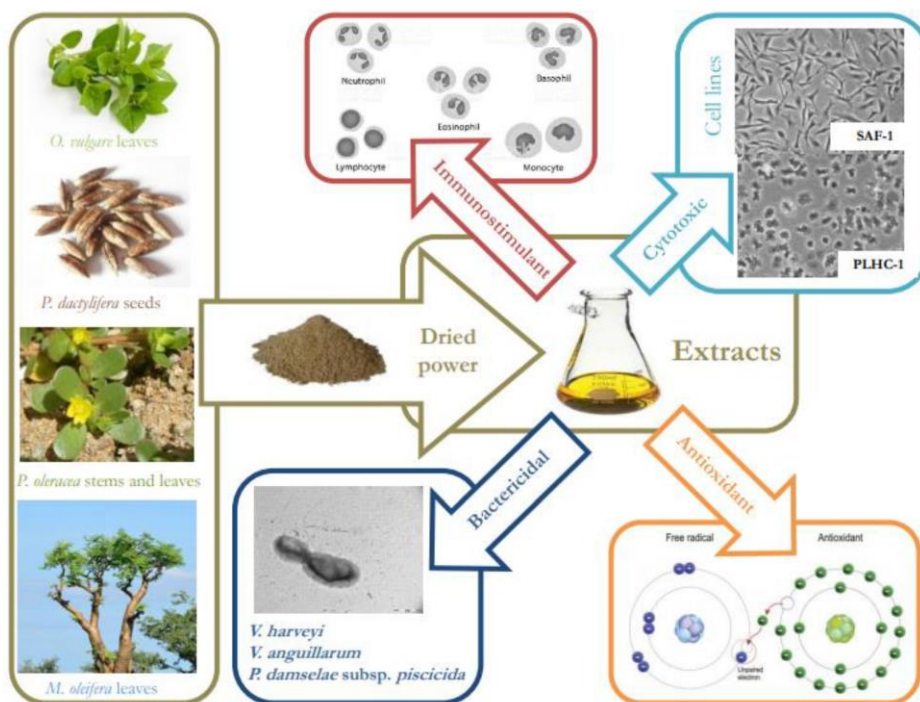 O. vulgare leaves
P. dactylifera seeds
P. oleracea stems and leaves
M. oleifera leaves
Neutrophil
Basophil
Eosinophil
Lymphocyte
Monocyte
Immunostimulant
Cell lines
SAF-1
PLHC-1
Cytotoxic
Dried
power
Extracts
Bactericidal
V. harveyi
V. anguillarum
P. damselae subsp. piscicida
Antioxidant
Free radical
Antioxidant
Unpaired
electron